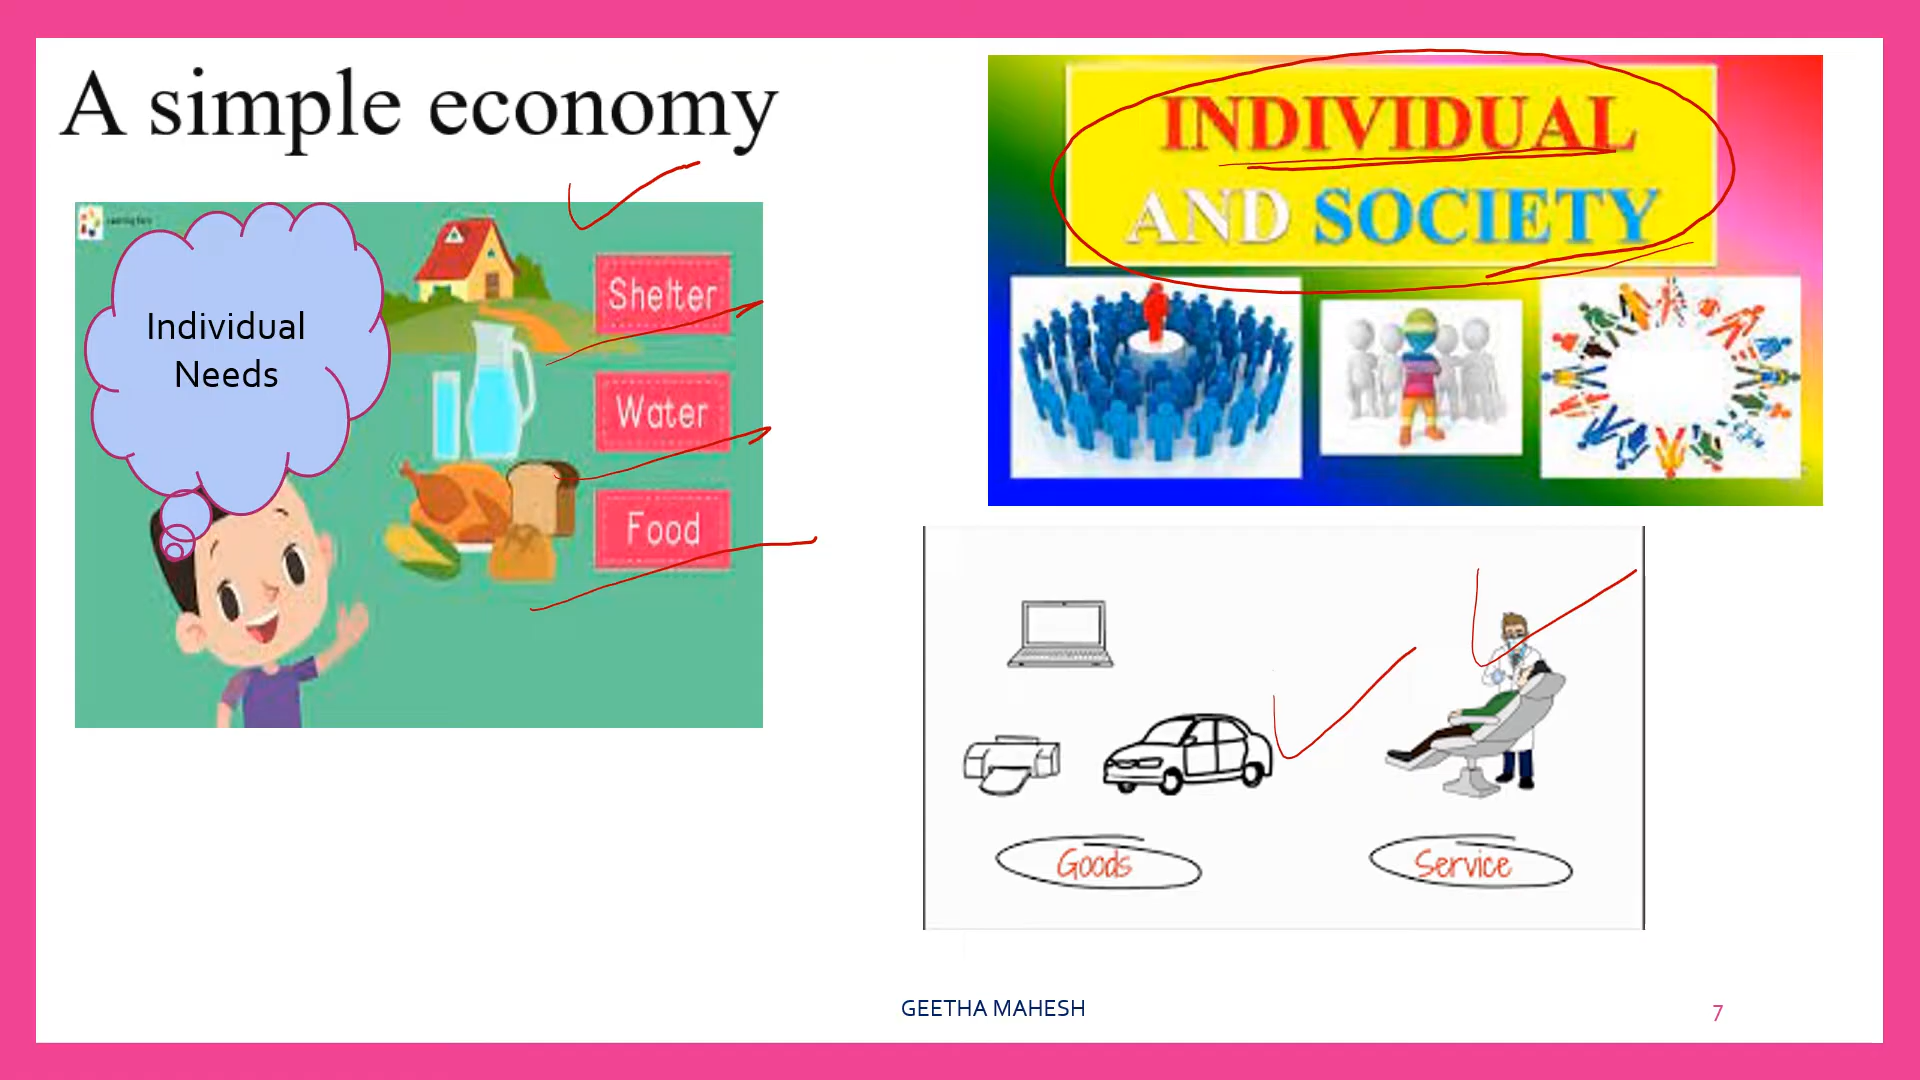 A simple economy
Individual
Needs
Shelter
Water
Food
INDIVIDUAL
AND SOCIETY
Goods
Service
GEETHA MAHESH
7